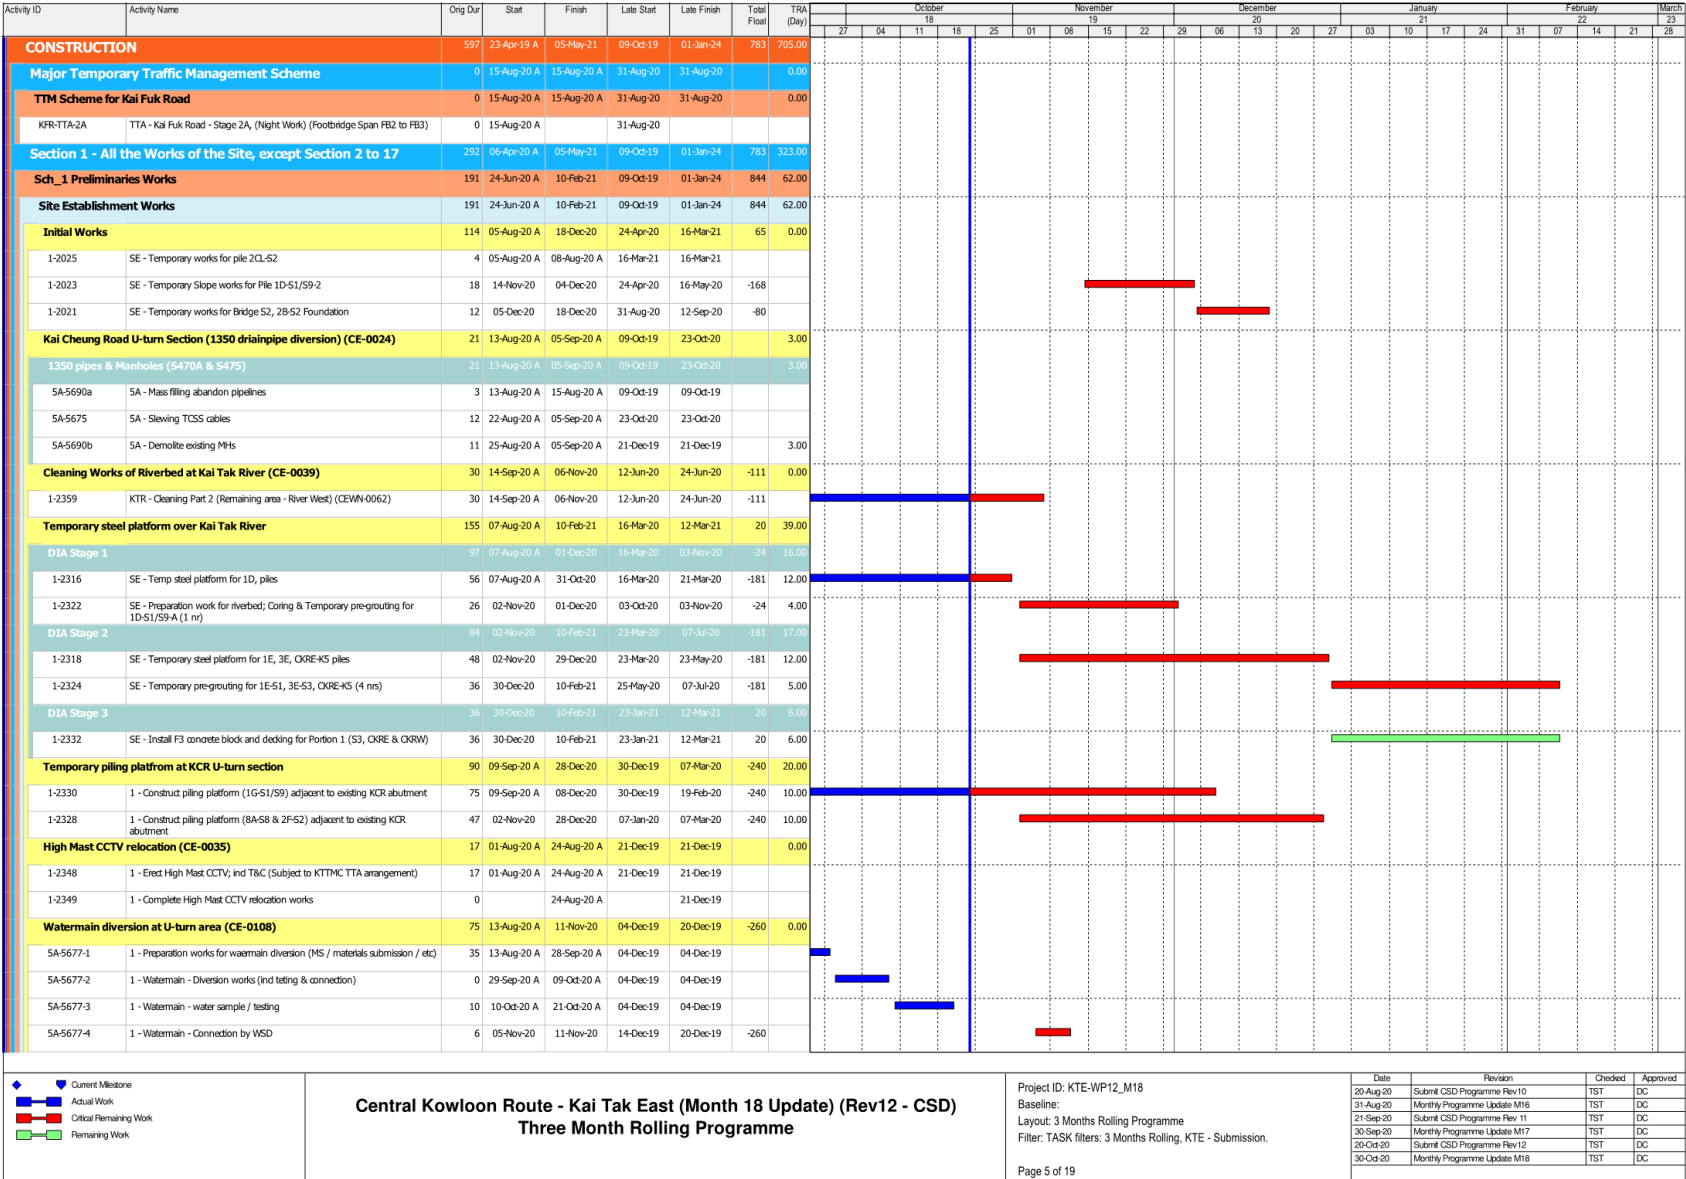 Activity ID Activity Name Orig Dur Start Finish Late Start Late Finish Total Float TRA (Day) October November December January February March
18 19 20 21 22 23
27 04 11 18 25 01 08 15 22 29 06 13 20 27 03 10 17 24 31 07 14 21 28
CONSTRUCTION 597 23-Apr-19 A 05-May-21 09-Oct-19 01-Jan-24 783 705.00
Major Temporary Traffic Management Scheme 0 15-Aug-20 A 15-Aug-20 A 31-Aug-20 31-Aug-20 0.00
TTM Scheme for Kai Fuk Road 0 15-Aug-20 A 15-Aug-20 A 31-Aug-20 31-Aug-20 0.00
KFR-TTA-2A TTA - Kai Fuk Road - Stage 2A, (Night Work) (Footbridge Span FB2 to FB3) 0 15-Aug-20 A 31-Aug-20
Section 1 - All the Works of the Site, except Section 2 to 17 292 06-Apr-20 A 05-May-21 09-Oct-19 01-Jan-24 783 323.00
Sch_1 Preliminaries Works 191 24-Jun-20 A 10-Feb-21 09-Oct-19 01-Jan-24 844 62.00
Site Establishment Works 191 24-Jun-20 A 10-Feb-21 09-Oct-19 01-Jan-24 844 62.00
Initial Works 114 05-Aug-20 A 18-Dec-20 24-Apr-20 16-Mar-21 65 0.00
1-2025 SE - Temporary works for pile 2CL-S2 4 05-Aug-20 A 08-Aug-20 A 16-Mar-21 16-Mar-21
1-2023 SE - Temporary Slope works for Pile 1D-S1/S9-2 18 14-Nov-20 04-Dec-20 24-Apr-20 16-May-20 -168
1-2021 SE - Temporary works for Bridge S2, 2B-S2 Foundation 12 05-Dec-20 18-Dec-20 31-Aug-20 12-Sep-20 -80
Kai Cheung Road U-turn Section (1350 driainpipe diversion) (CE-0024) 21 13-Aug-20 A 05-Sep-20 A 09-Oct-19 23-Oct-20 3.00
1350 pipes & Manholes (S470A & S475) 21 13-Aug-20 A 05-Sep-20 A 09-Oct-19 23-Oct-20 3.00
5A-5690a 5A - Mass filling abandon pipelines 3 13-Aug-20 A 15-Aug-20 A 09-Oct-19 09-Oct-19
5A-5675 5A - Slewing TCSS cables 12 22-Aug-20 A 05-Sep-20 A 23-Oct-20 23-Oct-20
5A-5690b 5A - Demolite existing MHs 11 25-Aug-20 A 05-Sep-20 A 21-Dec-19 21-Dec-19 3.00
Cleaning Works of Riverbed at Kai Tak River (CE-0039) 30 14-Sep-20 A 06-Nov-20 12-Jun-20 24-Jun-20 -111 0.00
1-2359 KTR - Cleaning Part 2 (Remaining area - River West) (CEWN-0062) 30 14-Sep-20 A 06-Nov-20 12-Jun-20 24-Jun-20 -111
Temporary steel platform over Kai Tak River 155 07-Aug-20 A 10-Feb-21 16-Mar-20 12-Mar-21 20 39.00
DIA Stage 1 97 07-Aug-20 A 01-Dec-20 16-Mar-20 03-Nov-20 -24 16.00
1-2316 SE - Temp steel platform for 1D, piles 56 07-Aug-20 A 31-Oct-20 16-Mar-20 21-Mar-20 -181 12.00
1-2322 SE - Preparation work for riverbed; Coring & Temporary pre-grouting for 26 02-Nov-20 01-Dec-20 03-Oct-20 03-Nov-20 -24 4.00
1D-S1/S9-A (1 nr)
DIA Stage 2 84 02-Nov-20 10-Feb-21 23-Mar-20 07-Jul-20 -181 17.00
1-2318 SE - Temporary steel platform for 1E, 3E, CKRE-K5 piles 48 02-Nov-20 29-Dec-20 23-Mar-20 23-May-20 -181 12.00
1-2324 SE - Temporary pre-grouting for 1E-S1, 3E-S3, CKRE-K5 (4 nrs) 36 30-Dec-20 10-Feb-21 25-May-20 07-Jul-20 -181 5.00
DIA Stage 3 36 30-Dec-20 10-Feb-21 23-Jan-21 12-Mar-21 20 6.00
1-2332 SE - Install F3 concrete block and decking for Portion 1 (S3, CKRE & CKRW) 36 30-Dec-20 10-Feb-21 23-Jan-21 12-Mar-21 20 6.00
Temporary piling platfrom at KCR U-turn section 90 09-Sep-20 A 28-Dec-20 30-Dec-19 07-Mar-20 -240 20.00
1-2330 1 - Construct piling platform (1G-S1/S9) adjacent to existing KCR abutment 75 09-Sep-20 A 08-Dec-20 30-Dec-19 19-Feb-20 -240 10.00
1-2328 1 - Construct piling platform (8A-S8 & 2F-S2) adjacent to existing KCR 47 02-Nov-20 28-Dec-20 07-Jan-20 07-Mar-20 -240 10.00
abutment
High Mast CCTV relocation (CE-0035) 17 01-Aug-20 A 24-Aug-20 A 21-Dec-19 21-Dec-19 0.00
1-2348 1 - Erect High Mast CCTV; incl T&C (Subject to KTTMC TTA arrangement) 17 01-Aug-20 A 24-Aug-20 A 21-Dec-19 21-Dec-19
1-2349 1 - Complete High Mast CCTV relocation works 0 24-Aug-20 A 21-Dec-19
Watermain diversion at U-turn area (CE-0108) 75 13-Aug-20 A 11-Nov-20 04-Dec-19 20-Dec-19 -260 0.00
5A-5677-1 1 - Preparation works for waermain diversion (MS / materials submission / etc) 35 13-Aug-20 A 28-Sep-20 A 04-Dec-19 04-Dec-19
5A-5677-2 1 - Watermain - Diversion works (incl teting & connection) 0 29-Sep-20 A 09-Oct-20 A 04-Dec-19 04-Dec-19
5A-5677-3 1 - Watermain - water sample / testing 10 10-Oct-20 A 21-Oct-20 A 04-Dec-19 04-Dec-19
5A-5677-4 1 - Watermain - Connection by WSD 6 05-Nov-20 11-Nov-20 14-Dec-19 20-Dec-19 -260
Current Milestone
Actual Work
Critical Remaining Work
Remaining Work
Central Kowloon Route - Kai Tak East (Month 18 Update) (Rev12 - CSD)
Three Month Rolling Programme
Project ID: KTE-WP12_M18
Baseline:
Layout: 3 Months Rolling Programme
Filter: TASK filters: 3 Months Rolling, KTE - Submission.
Page 5 of 19
Date Revision Checked Approved
20-Aug-20 Submit CSD Programme Rev10 TST DC
31-Aug-20 Monthly Programme Update M16 TST DC
21-Sep-20 Submit CSD Programme Rev 11 TST DC
30-Sep-20 Monthly Programme Update M17 TST DC
20-Oct-20 Submit CSD Programme Rev12 TST DC
30-Oct-20 Monthly Programme Update M18 TST DC